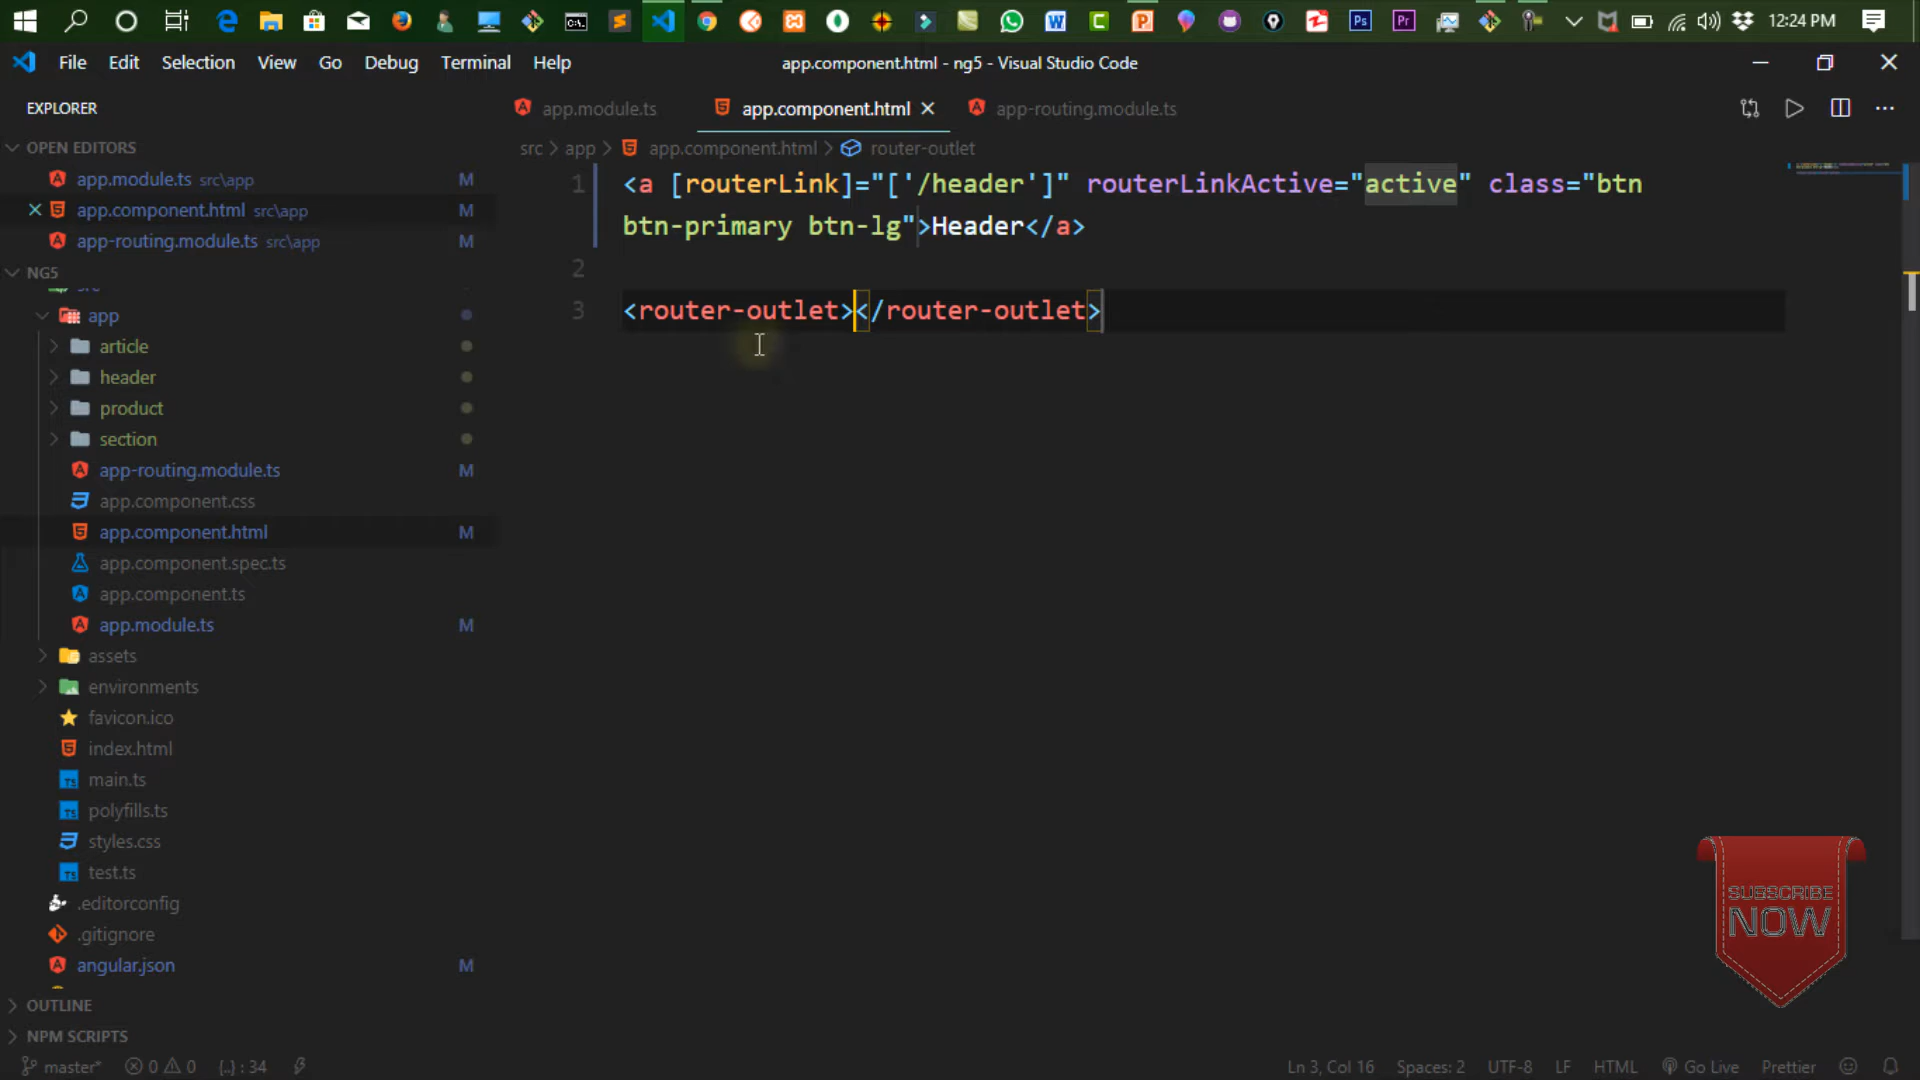 12:24 PM
File Edit Selection View Go Debug Terminal Help
app.component.html - ng5 - Visual Studio Code
EXPLORER
app.module.ts
app.component.html
app-routing.module.ts
OPEN EDITORS
src > app > app.component.html > router-outlet
app.module.ts src\app M
app.component.html src\app M
app-routing.module.ts src\app M
1 <a [routerLink]="['/header']" routerLinkActive="active" class="btn
btn-primary btn-lg">Header</a>
2
3 <router-outlet></router-outlet>
NG5
src
app
article
header
product
section
app-routing.module.ts M
app.component.css
app.component.html M
app.component.spec.ts
app.component.ts
app.module.ts M
assets
environments
favicon.ico
index.html
main.ts
polyfills.ts
styles.css
test.ts
.editorconfig
.gitignore
angular.json M
OUTLINE
NPM SCRIPTS
SUBSCRIBE
NOW
master* 0 0 {..} : 34
Ln 3, Col 16 Spaces: 2 UTF-8 LF HTML Go Live Prettier